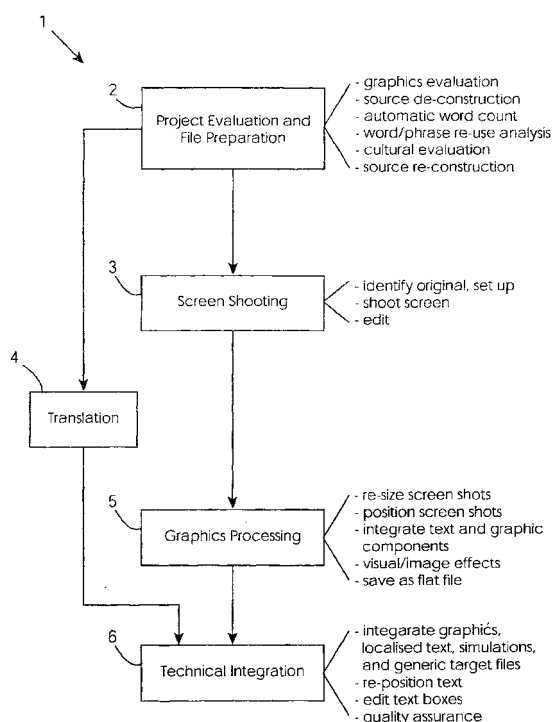 1
2
Project Evaluation and
File Preparation
- graphics evaluation
- source de-construction
- automatic word count
- word/phrase re-use analysis
- cultural evaluation
- source re-construction
3
Screen Shooting
- identify original, set up
- shoot screen
- edit
4
Translation
5
Graphics Processing
- re-size screen shots
- position screen shots
- integrate text and graphic
components
- visual/image effects
- save as flat file
6
Technical Integration
- integarate graphics,
localised text, simulations,
and generic target files
- re-position text
- edit text boxes
- quality assurance